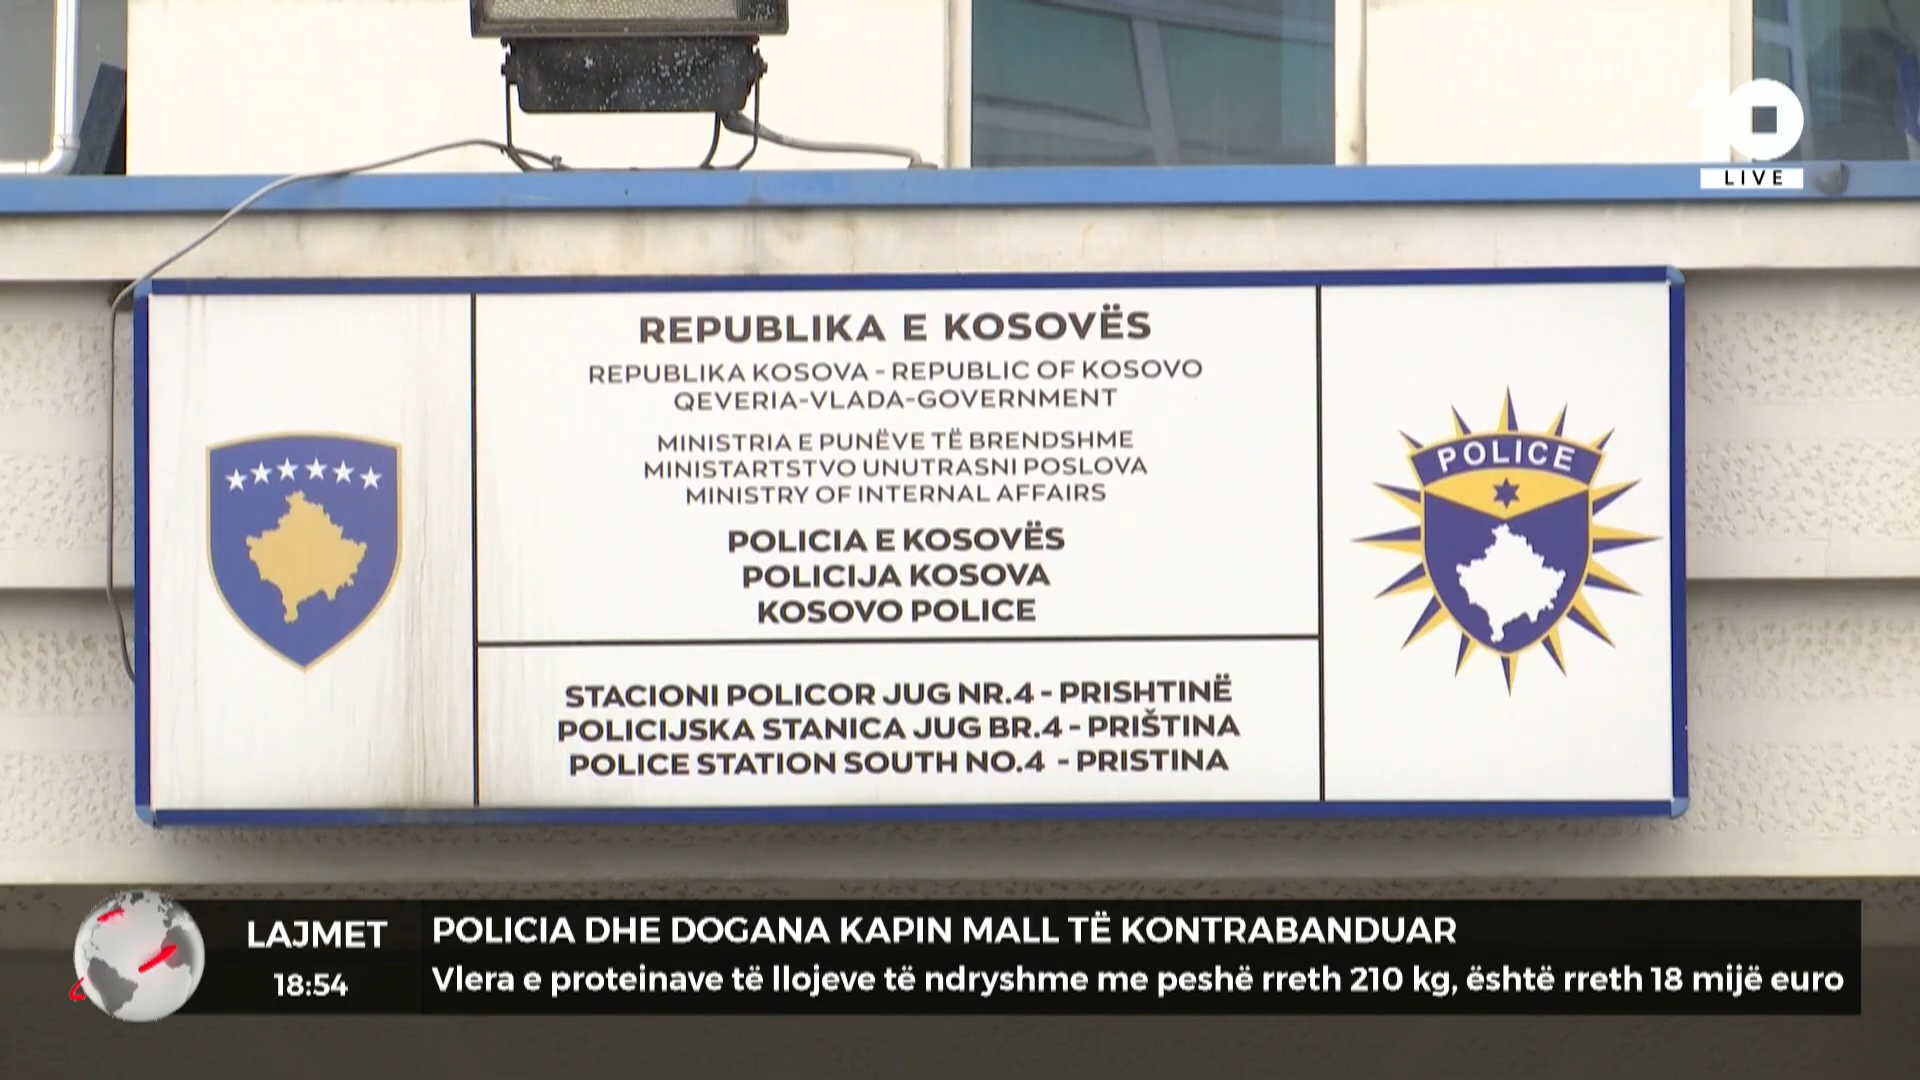 10
LIVE
REPUBLIKA E KOSOVËS
REPUBLIKA KOSOVA - REPUBLIC OF KOSOVO
QEVERIA-VLADA-GOVERNMENT
MINISTRIA E PUNËVE TË BRENDSHME
MINISTARTSTVO UNUTRASNI POSLOVA
MINISTRY OF INTERNAL AFFAIRS
POLICIA E KOSOVËS
POLICIJA KOSOVA
KOSOVO POLICE
STACIONI POLICOR JUG NR.4 - PRISHTINË
POLICIJSKA STANICA JUG BR.4 - PRIŠTINA
POLICE STATION SOUTH NO.4 - PRISTINA
POLICE
LAJMET
18:54
POLICIA DHE DOGANA KAPIN MALL TË KONTRABANDUAR
Vlera e proteinave të llojeve të ndryshme me peshë rreth 210 kg, është rreth 18 mijë euro